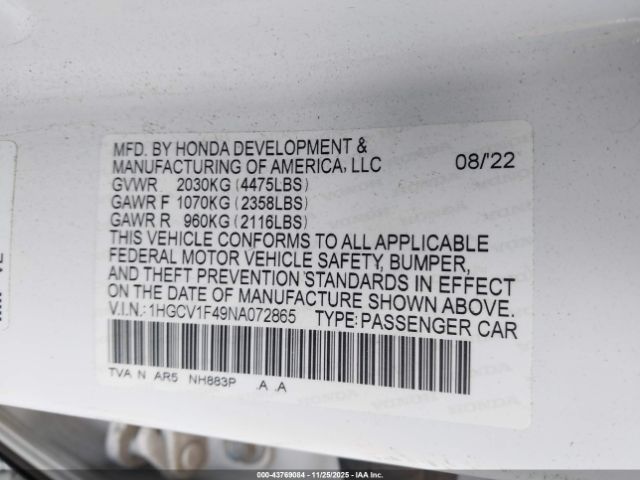 MFD. BY HONDA DEVELOPMENT &
MANUFACTURING OF AMERICA, LLC 08/'22
GVWR 2030KG (4475LBS)
GAWR F 1070KG (2358LBS)
GAWR R 960KG (2116LBS)
THIS VEHICLE CONFORMS TO ALL APPLICABLE
FEDERAL MOTOR VEHICLE SAFETY, BUMPER,
AND THEFT PREVENTION STANDARDS IN EFFECT
ON THE DATE OF MANUFACTURE SHOWN ABOVE.
V.I.N.:1HGCV1F49NA072865 TYPE:PASSENGER CAR
TVA N AR5 NH883P .A .A
000-43769084 | 11/25/2025 | IAA Inc.